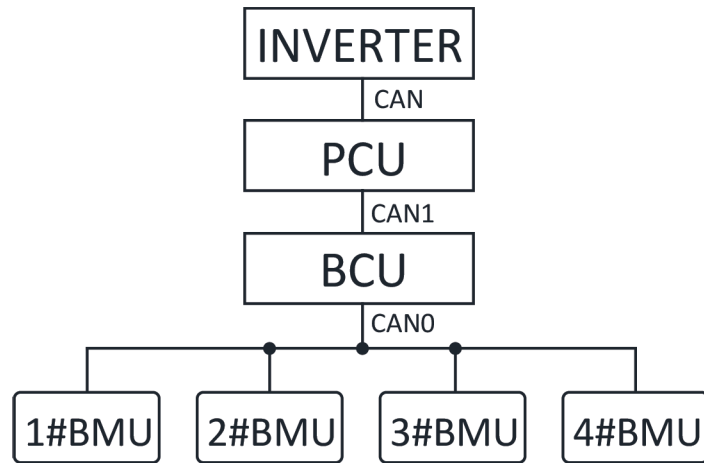 INVERTER
CAN
PCU
CAN1
BCU
CAN0
1#BMU 2#BMU 3#BMU 4#BMU